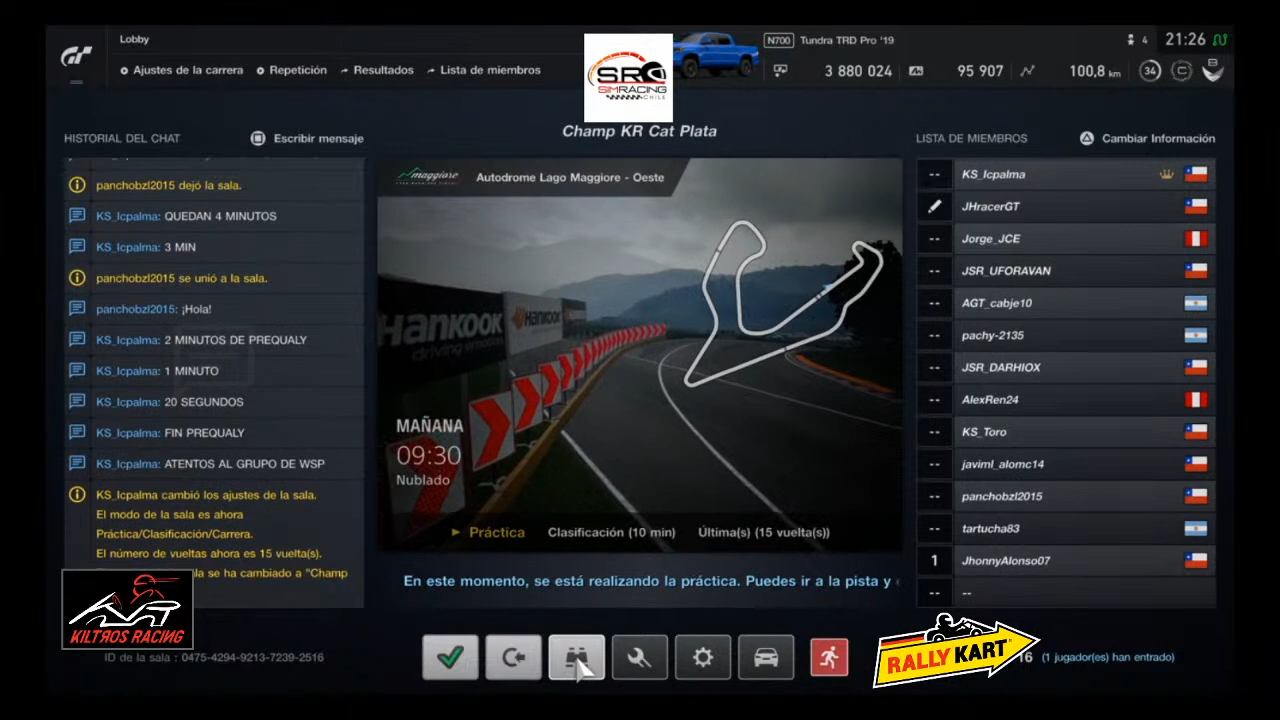 Lobby
Ajustes de la carrera
Repetición
Resultados
Lista de miembros
SRC
SIMRACING
CHILE
N700
Tundra TRD Pro '19
4
21:26
3 880 024
95 907
100,8 km
34
C
B
HISTORIAL DEL CHAT
Escribir mensaje
panchobzl2015 dejó la sala.
KS_lcpalma: QUEDAN 4 MINUTOS
KS_lcpalma: 3 MIN
panchobzl2015 se unió a la sala.
panchobzl2015: ¡Hola!
KS_lcpalma: 2 MINUTOS DE PREQUALY
KS_lcpalma: 1 MINUTO
KS_lcpalma: 20 SEGUNDOS
KS_lcpalma: FIN PREQUALY
KS_lcpalma: ATENTOS AL GRUPO DE WSP
KS_lcpalma cambió los ajustes de la sala.
El modo de la sala es ahora
Práctica/Clasificación/Carrera.
El número de vueltas ahora es 15 vuelta(s).
se ha cambiado a "Champ
KILTROS RACING
ID de la sala : 0475-4294-9213-7239-2516
Champ KR Cat Plata
maggiore
Autodrome Lago Maggiore - Oeste
HANKOOK
driving emotion
HANKOOK
MAÑANA
09:30
Nublado
Práctica
Clasificación (10 min)
Última(s) (15 vuelta(s))
En este momento, se está realizando la práctica. Puedes ir a la pista y
LISTA DE MIEMBROS
Cambiar Información
-- KS_lcpalma
JHracerGT
-- Jorge_JCE
-- JSR_UFORAVAN
-- AGT_cabje10
-- pachy-2135
-- JSR_DARHIOX
-- AlexRen24
-- KS_Toro
-- javiml_alomc14
-- panchobzl2015
-- tartucha83
1 JhonnyAlonso07
-- --
RALLY KART
16 (1 jugador(es) han entrado)